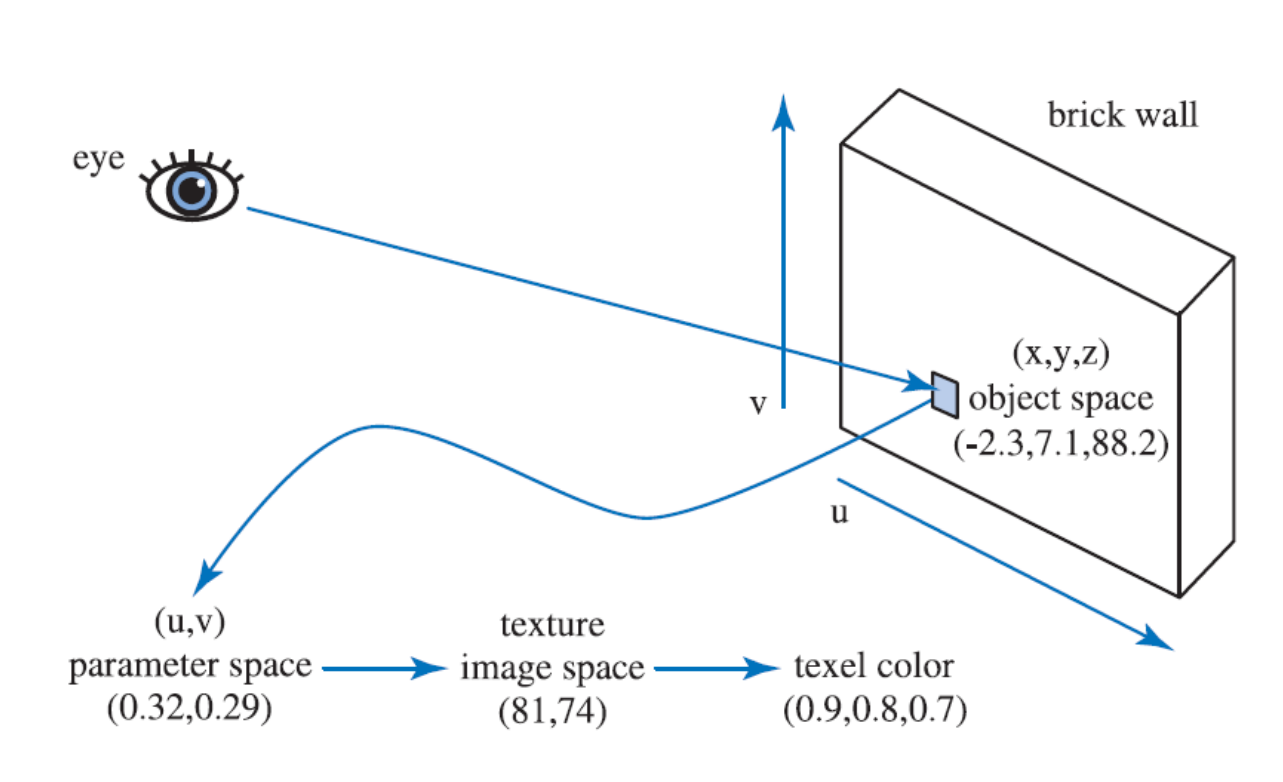 brick wall
eye
(x,y,z)
object space
(-2.3,7.1,88.2)
v
u
(u,v)
parameter space
(0.32,0.29)
texture
image space
(81,74)
texel color
(0.9,0.8,0.7)